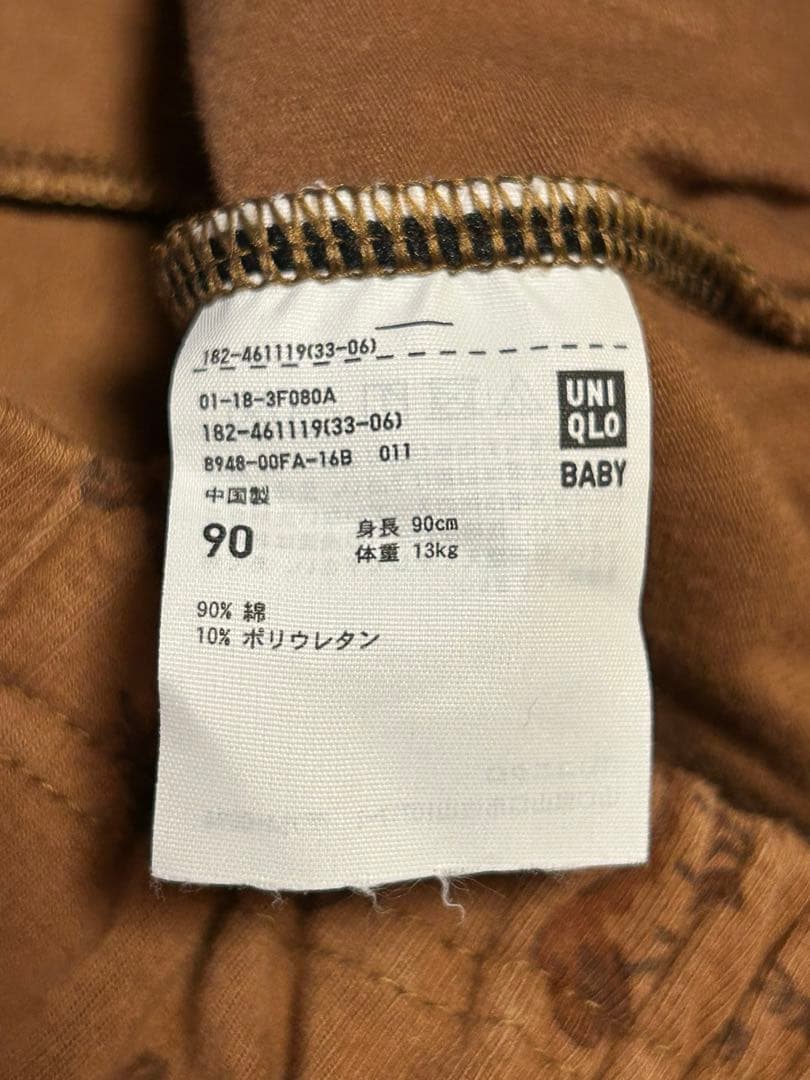 182-461119(33-06)
01-18-3F080A
182-461119(33-06)
8948-00FA-16B 011
中国製
90
身長 90cm
体重 13kg
90% 綿
10% ポリウレタン
UNI
QLO
BABY